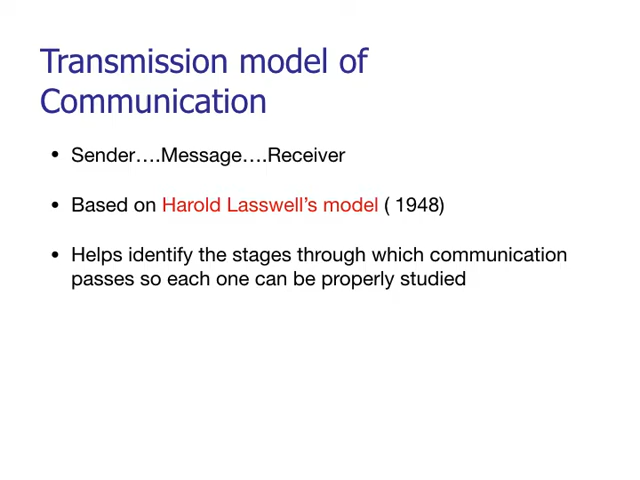 Transmission model of
Communication
• Sender….Message….Receiver
• Based on Harold Lasswell’s model ( 1948)
• Helps identify the stages through which communication
passes so each one can be properly studied